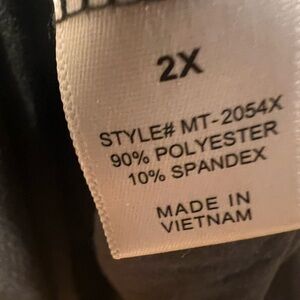 2X
STYLE# MT-2054X
90% POLYESTER
10% SPANDEX
MADE IN
VIETNAM